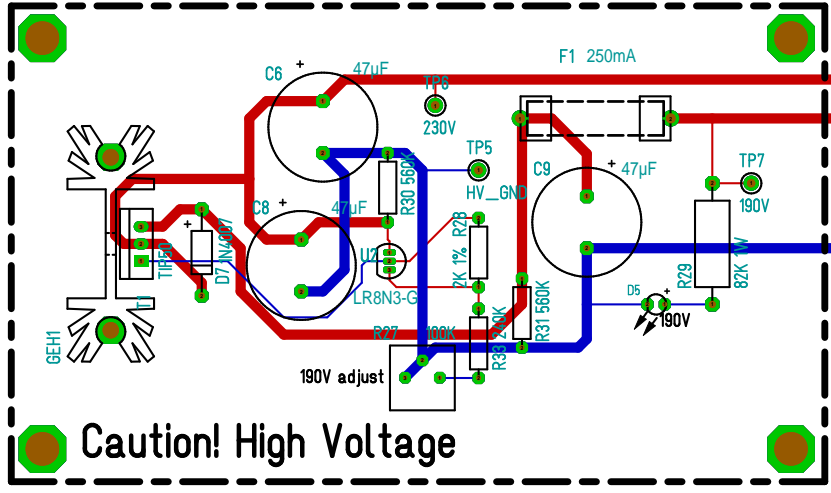 F1 250mA
C6 + 47µF
TP6
230V
TP5
HV_GND
C9 + 47µF
TP7
190V
R30 560K
C8 + 47µF
R28
2K 1%
U2
LR8N3-G
+
D7 1N4007
TIP50
T1
R29
82K 1W
D5 +
190V
R31 560K
R33 240K
R27 100K
GEH1
190V adjust
Caution! High Voltage